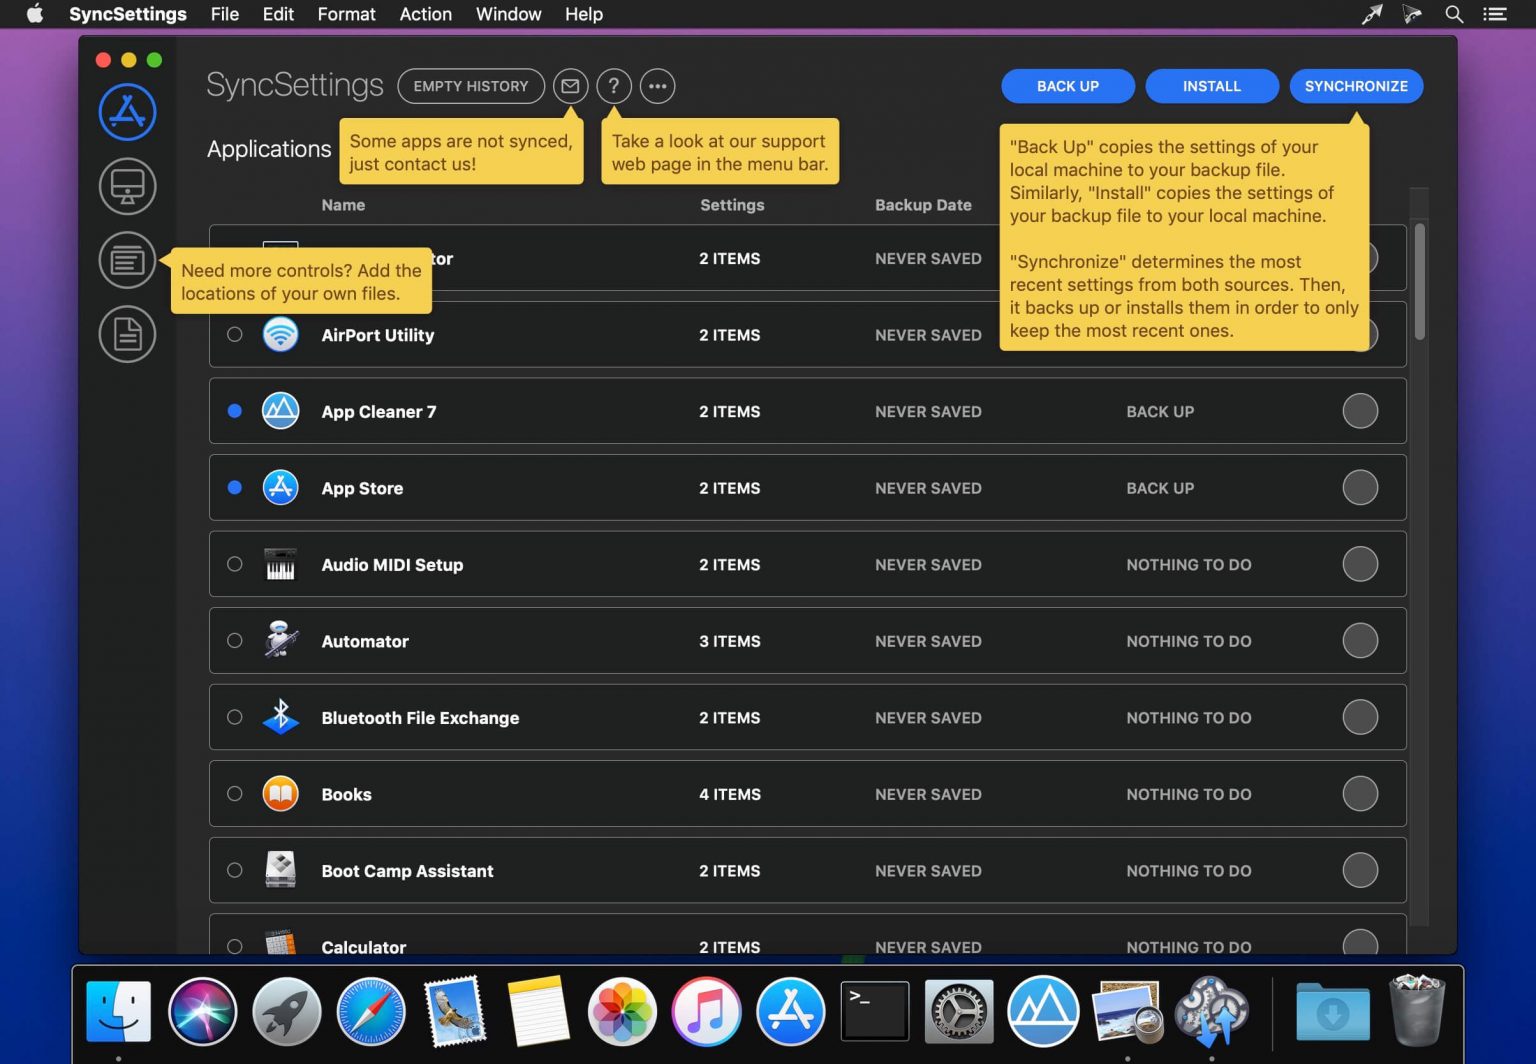 SyncSettings File Edit Format Action Window Help
SyncSettings EMPTY HISTORY ? BACK UP INSTALL SYNCHRONIZE
Applications
Some apps are not synced,
just contact us!
Take a look at our support
web page in the menu bar.
"Back Up" copies the settings of your
local machine to your backup file.
Similarly, "Install" copies the settings of
your backup file to your local machine.
"Synchronize" determines the most
recent settings from both sources. Then,
it backs up or installs them in order to only
keep the most recent ones.
Name Settings Backup Date
tor 2 ITEMS NEVER SAVED
Need more controls? Add the
locations of your own files.
AirPort Utility 2 ITEMS NEVER SAVED
App Cleaner 7 2 ITEMS NEVER SAVED BACK UP
App Store 2 ITEMS NEVER SAVED BACK UP
Audio MIDI Setup 2 ITEMS NEVER SAVED NOTHING TO DO
Automator 3 ITEMS NEVER SAVED NOTHING TO DO
Bluetooth File Exchange 2 ITEMS NEVER SAVED NOTHING TO DO
Books 4 ITEMS NEVER SAVED NOTHING TO DO
Boot Camp Assistant 2 ITEMS NEVER SAVED NOTHING TO DO
Calculator 2 ITEMS NEVER SAVED NOTHING TO DO
>_